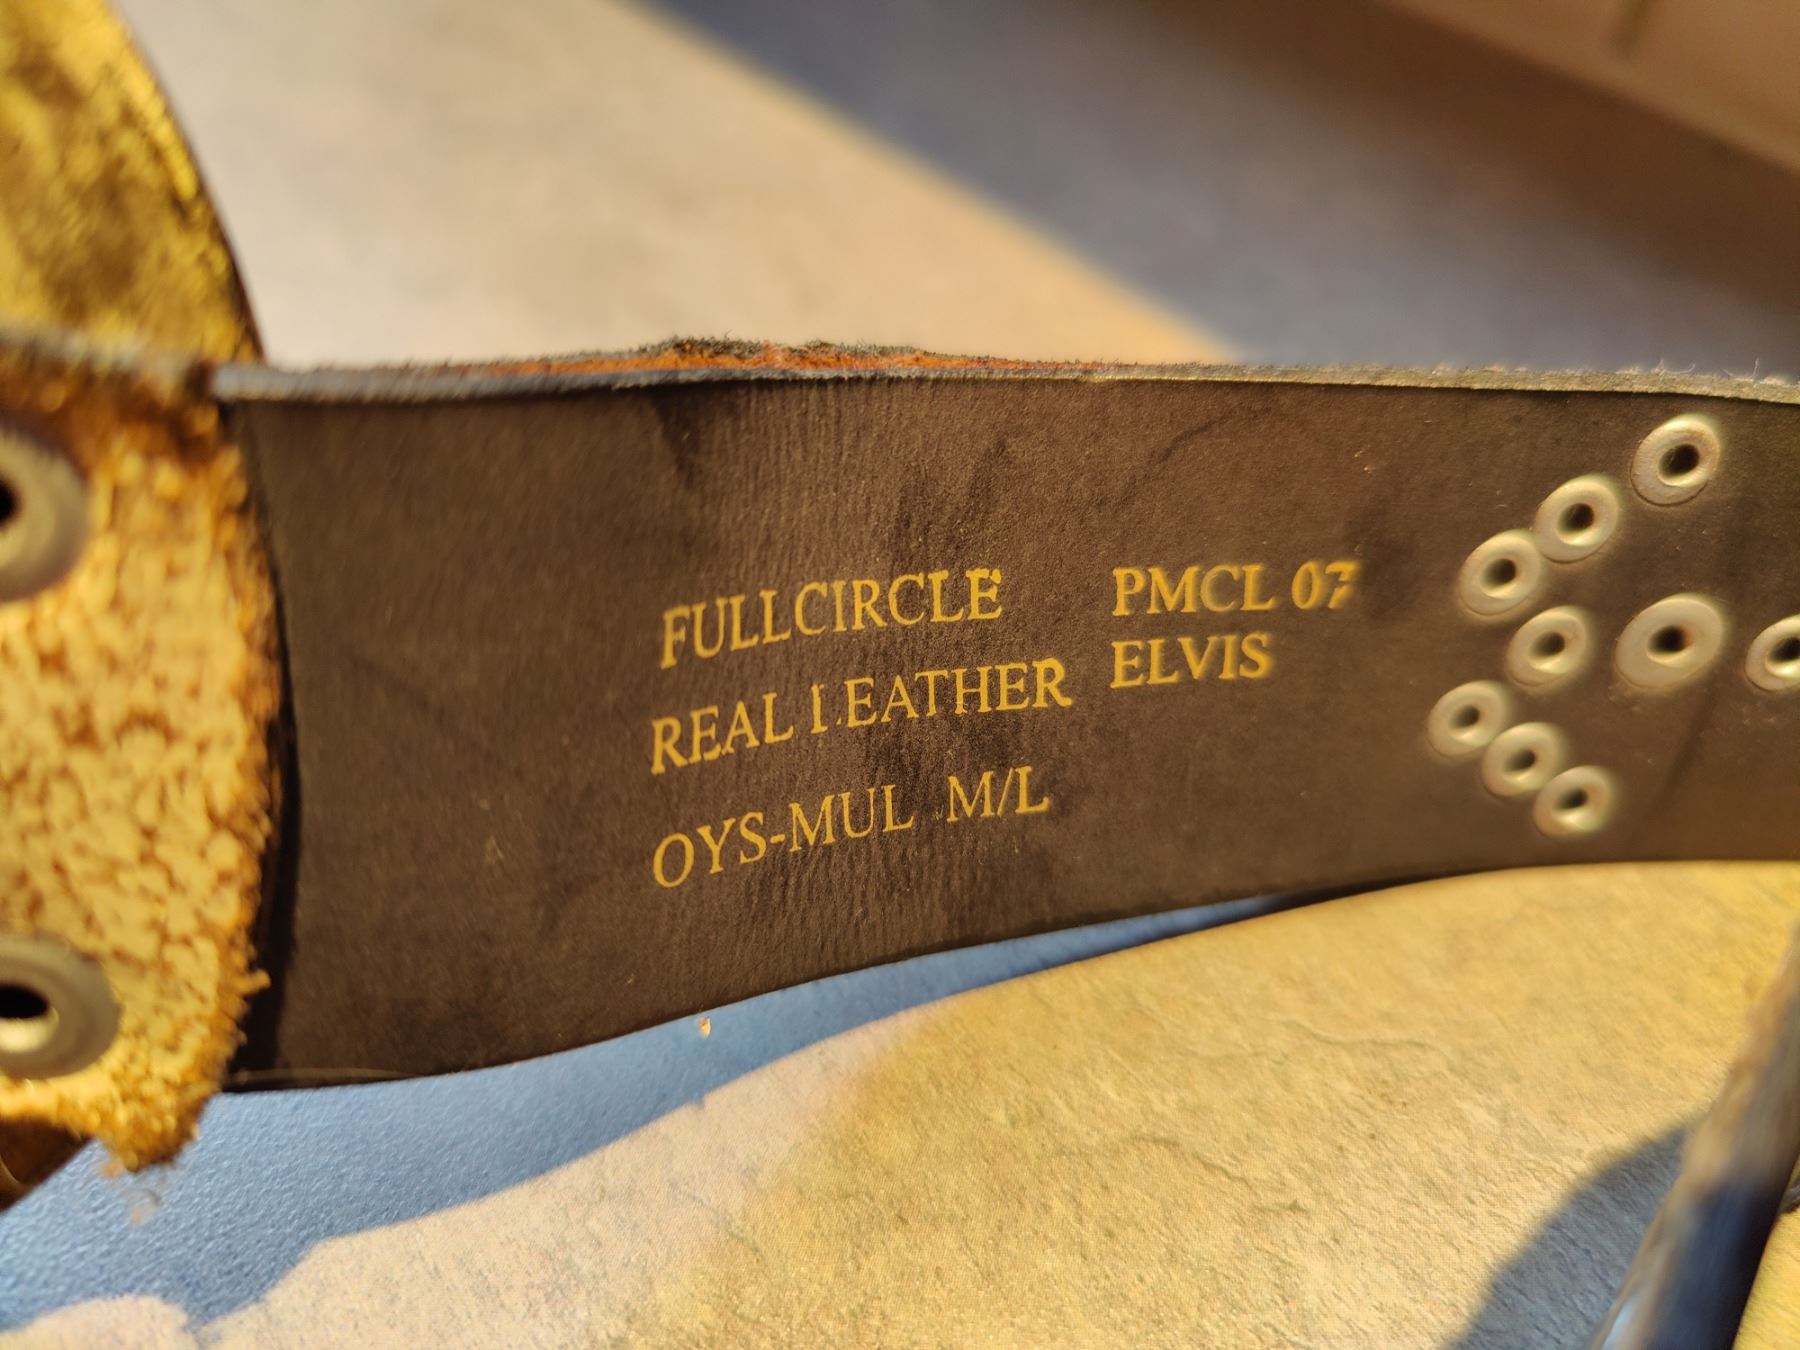 FULLCIRCLE
REAL LEATHER
OYS-MUL M/L
PMCL 07
ELVIS